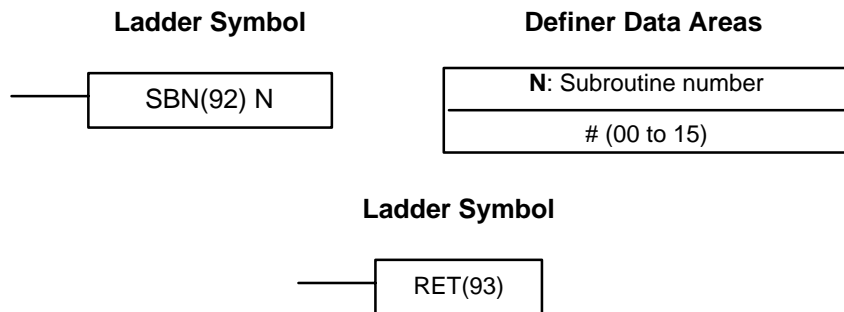 Ladder Symbol
Definer Data Areas
SBN(92) N
N: Subroutine number
# (00 to 15)
Ladder Symbol
RET(93)